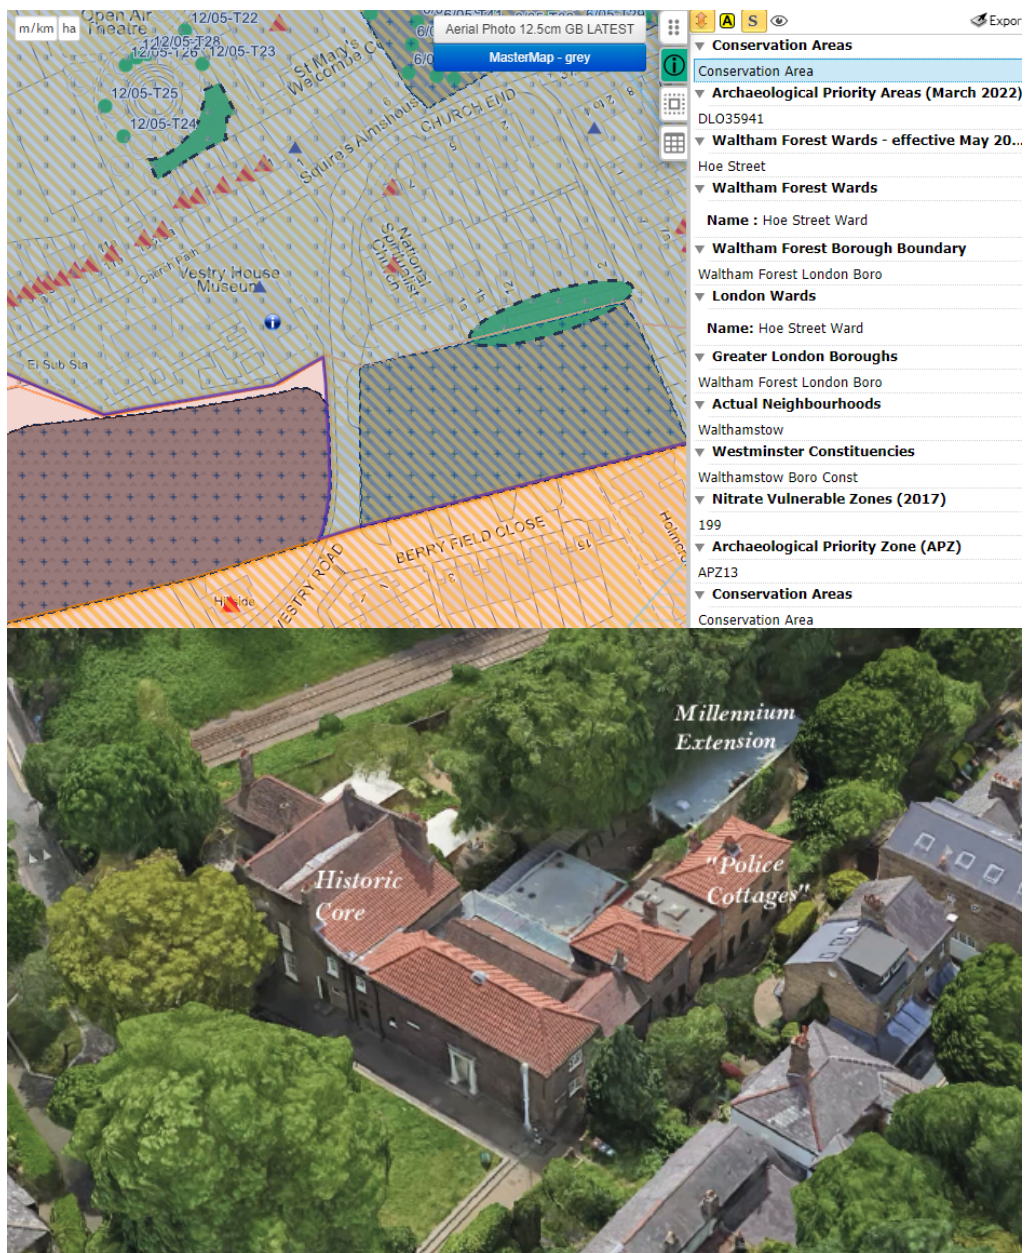 Open Air
Theatre
12/05-T22
12/05-T28
12/05-T26
12/05-T23
12/05-T25
12/05-T24
m/km
ha
St Mary's
Walcombe
Aerial Photo 12.5cm GB LATEST
MasterMap - grey
CHURCH END
Squire's Almshouses
Church Path
Vestry House
Museum
National
Spiritualist
Church
El Sub Sta
BERRY FIELD CLOSE
VESTRY ROAD
Hillside
A
S
Expor
Conservation Areas
Conservation Area
Archaeological Priority Areas (March 2022)
DLO35941
Waltham Forest Wards - effective May 20...
Hoe Street
Waltham Forest Wards
Name : Hoe Street Ward
Waltham Forest Borough Boundary
Waltham Forest London Boro
London Wards
Name: Hoe Street Ward
Greater London Boroughs
Waltham Forest London Boro
Actual Neighbourhoods
Walthamstow
Westminster Constituencies
Walthamstow Boro Const
Nitrate Vulnerable Zones (2017)
199
Archaeological Priority Zone (APZ)
APZ13
Conservation Areas
Conservation Area
Millennium
Extension
"Police
Cottages"
Historic
Core